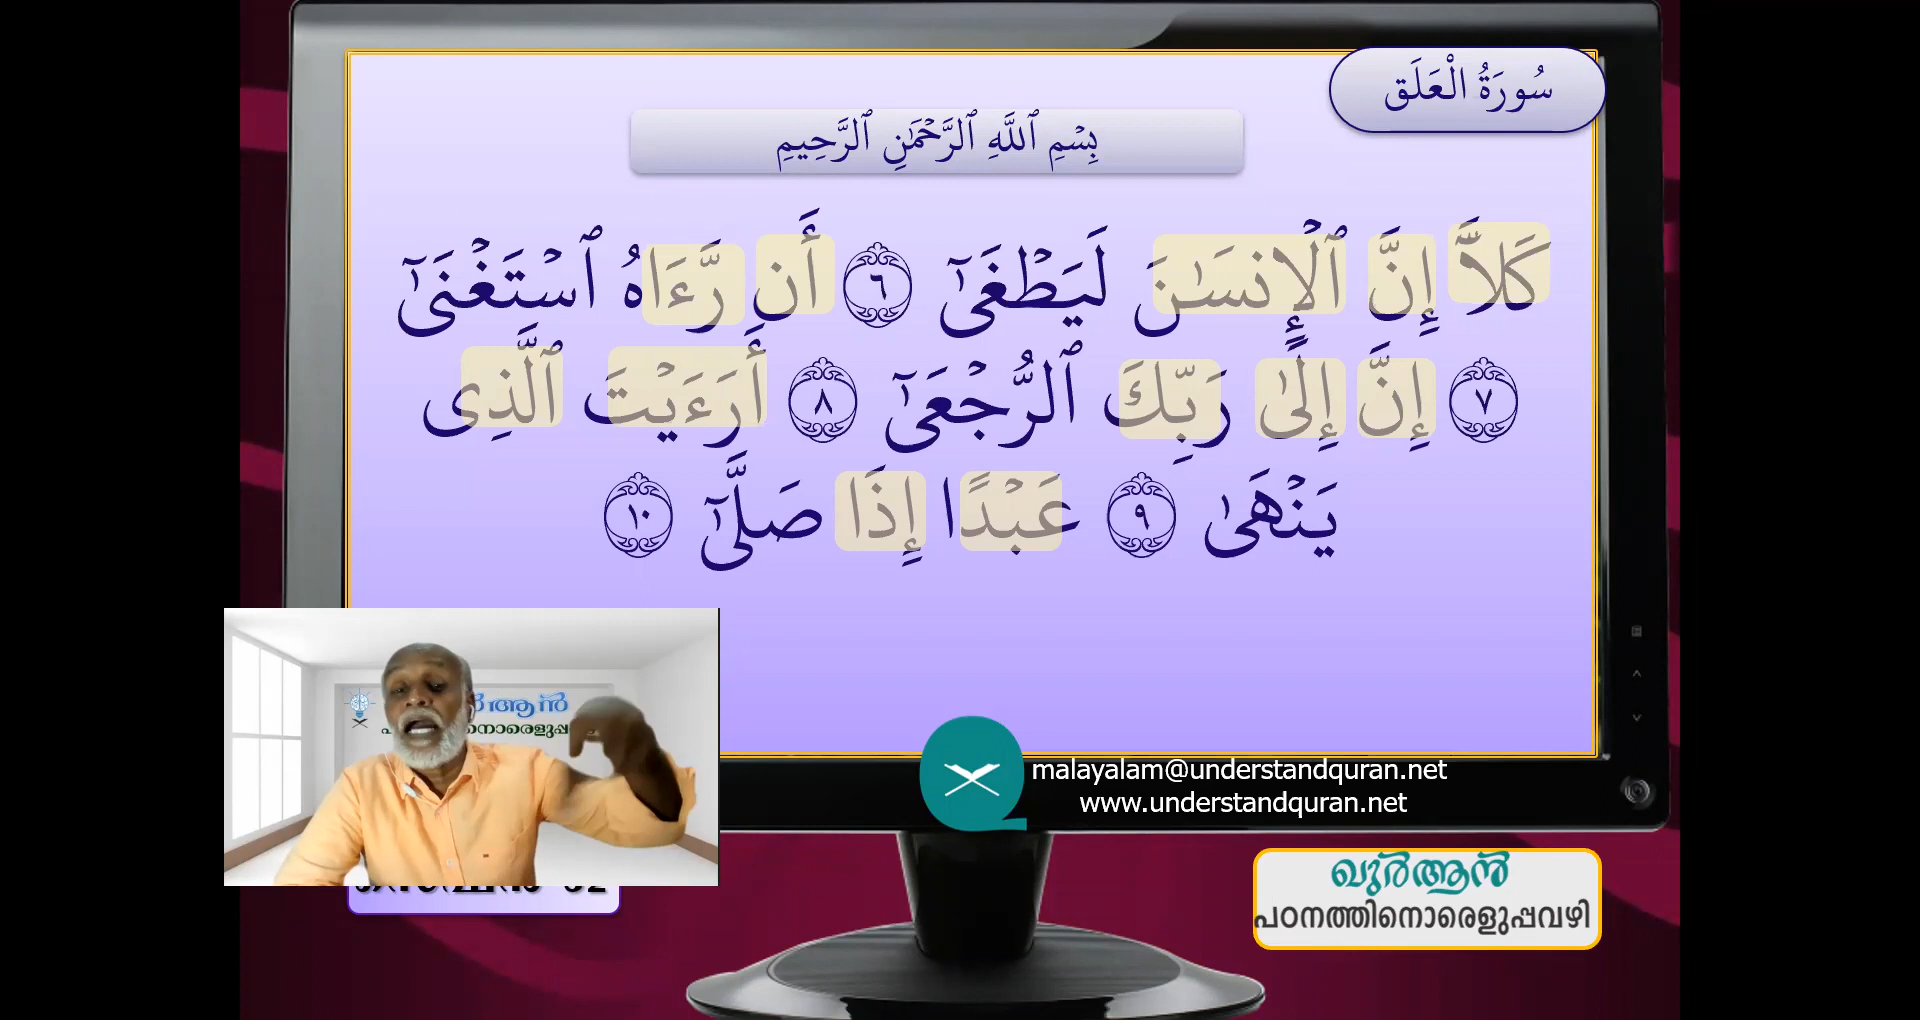 سُورَةُ الْعَلَق
بِسْمِ ٱللَّهِ ٱلرَّحْمَٰنِ ٱلرَّحِيمِ
كَلَّآ إِنَّ ٱلْإِنسَـٰنَ لَيَطْغَىٰٓ ٦ أَن رَّءَاهُ ٱسْتَغْنَىٰٓ
٧ إِنَّ إِلَىٰ رَبِّكَ ٱلرُّجْعَىٰٓ ٨ أَرَءَيْتَ ٱلَّذِى
يَنْهَىٰ ٩ عَبْدًا إِذَا صَلَّىٰٓ ١٠
malayalam@understandquran.net
www.understandquran.net
ഖുർആൻ
പഠനത്തിനൊരെളുപ്പവഴി